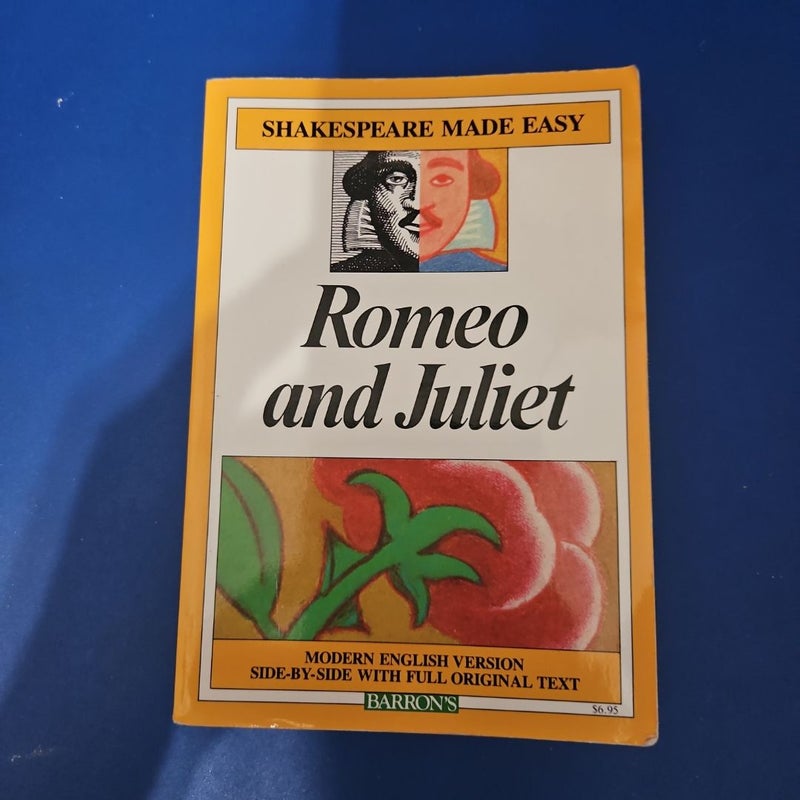 SHAKESPEARE MADE EASY
Romeo
and Juliet
MODERN ENGLISH VERSION
SIDE-BY-SIDE WITH FULL ORIGINAL TEXT
BARRON'S
$6.95